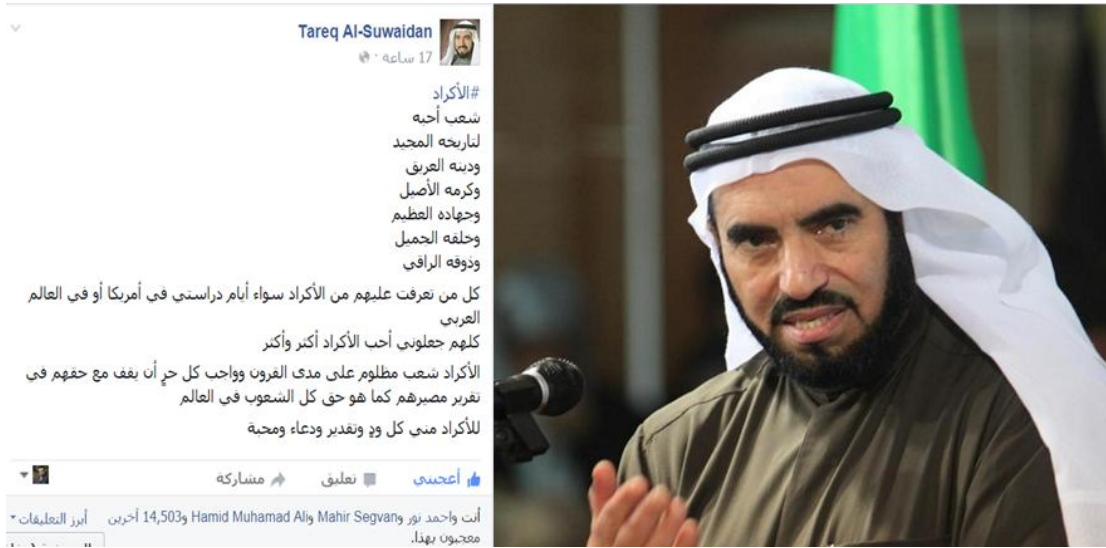 Tareq Al-Suwaidan
17 ساعة ·
#الأكراد
شعب أحبه
لتاريخه المجيد
ودينه العريق
وكرمه الأصيل
وجهاده العظيم
وخلقه الجميل
وذوقه الراقي
كل من تعرفت عليهم من الأكراد سواء أيام دراستي في أمريكا أو في العالم
العربي
كلهم جعلوني أحب الأكراد أكثر وأكثر
الأكراد شعب مظلوم على مدى القرون وواجب كل حرٍ أن يقف مع حقهم في
تقرير مصيرهم كما هو حق كل الشعوب في العالم
للأكراد مني كل ودٍ وتقدير ودعاء ومحبة
أعجبني تعليق مشاركة
أنت واحمد نور وMahir Segvan وHamid Muhamad Ali و14,503 آخرين أبرز التعليقات
معجبون بهذا.